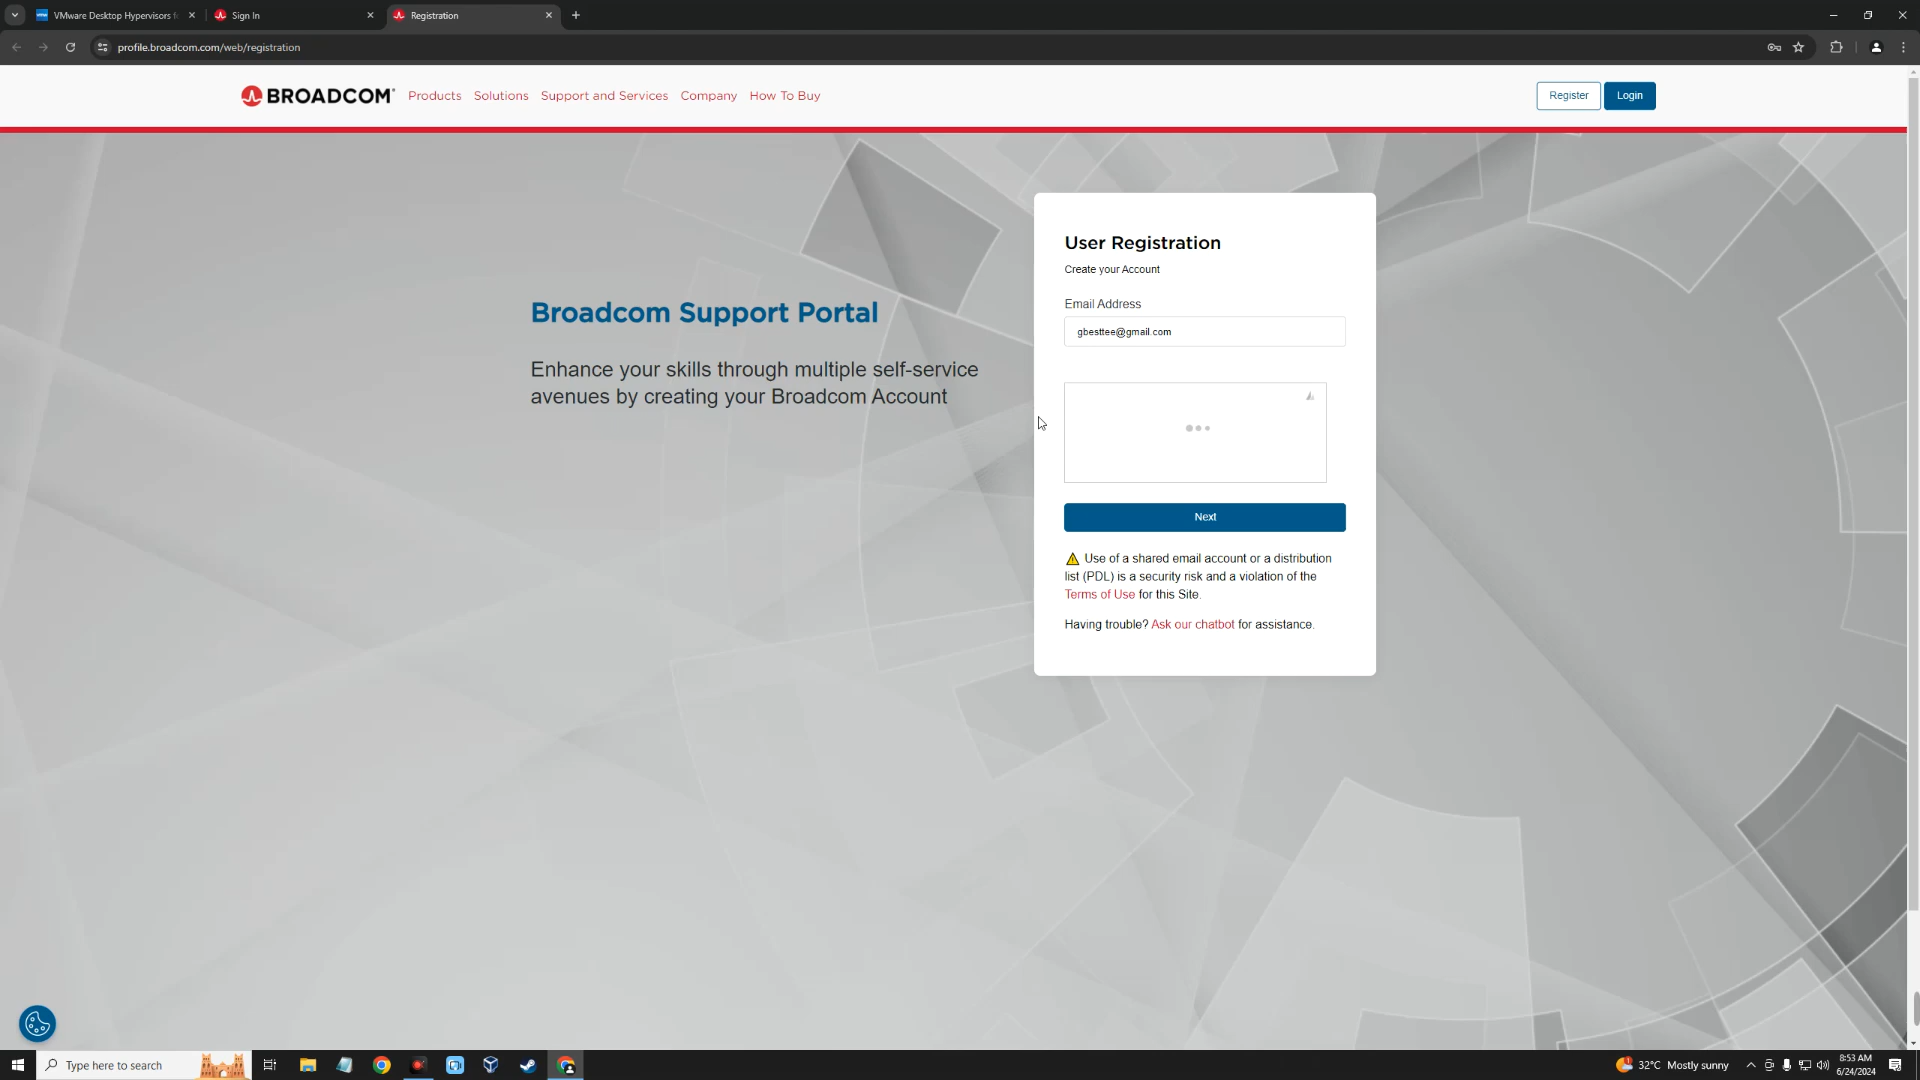 VMware Desktop Hypervisors f
Sign In
Registration
profile.broadcom.com/web/registration
BROADCOM
Products
Solutions
Support and Services
Company
How To Buy
Register
Login
User Registration
Create your Account
Email Address
gbesttee@gmail.com
Broadcom Support Portal
Enhance your skills through multiple self-service
avenues by creating your Broadcom Account
Next
Use of a shared email account or a distribution
list (PDL) is a security risk and a violation of the
Terms of Use for this Site.
Having trouble? Ask our chatbot for assistance.
Type here to search
32°C Mostly sunny
8:53 AM
6/24/2024